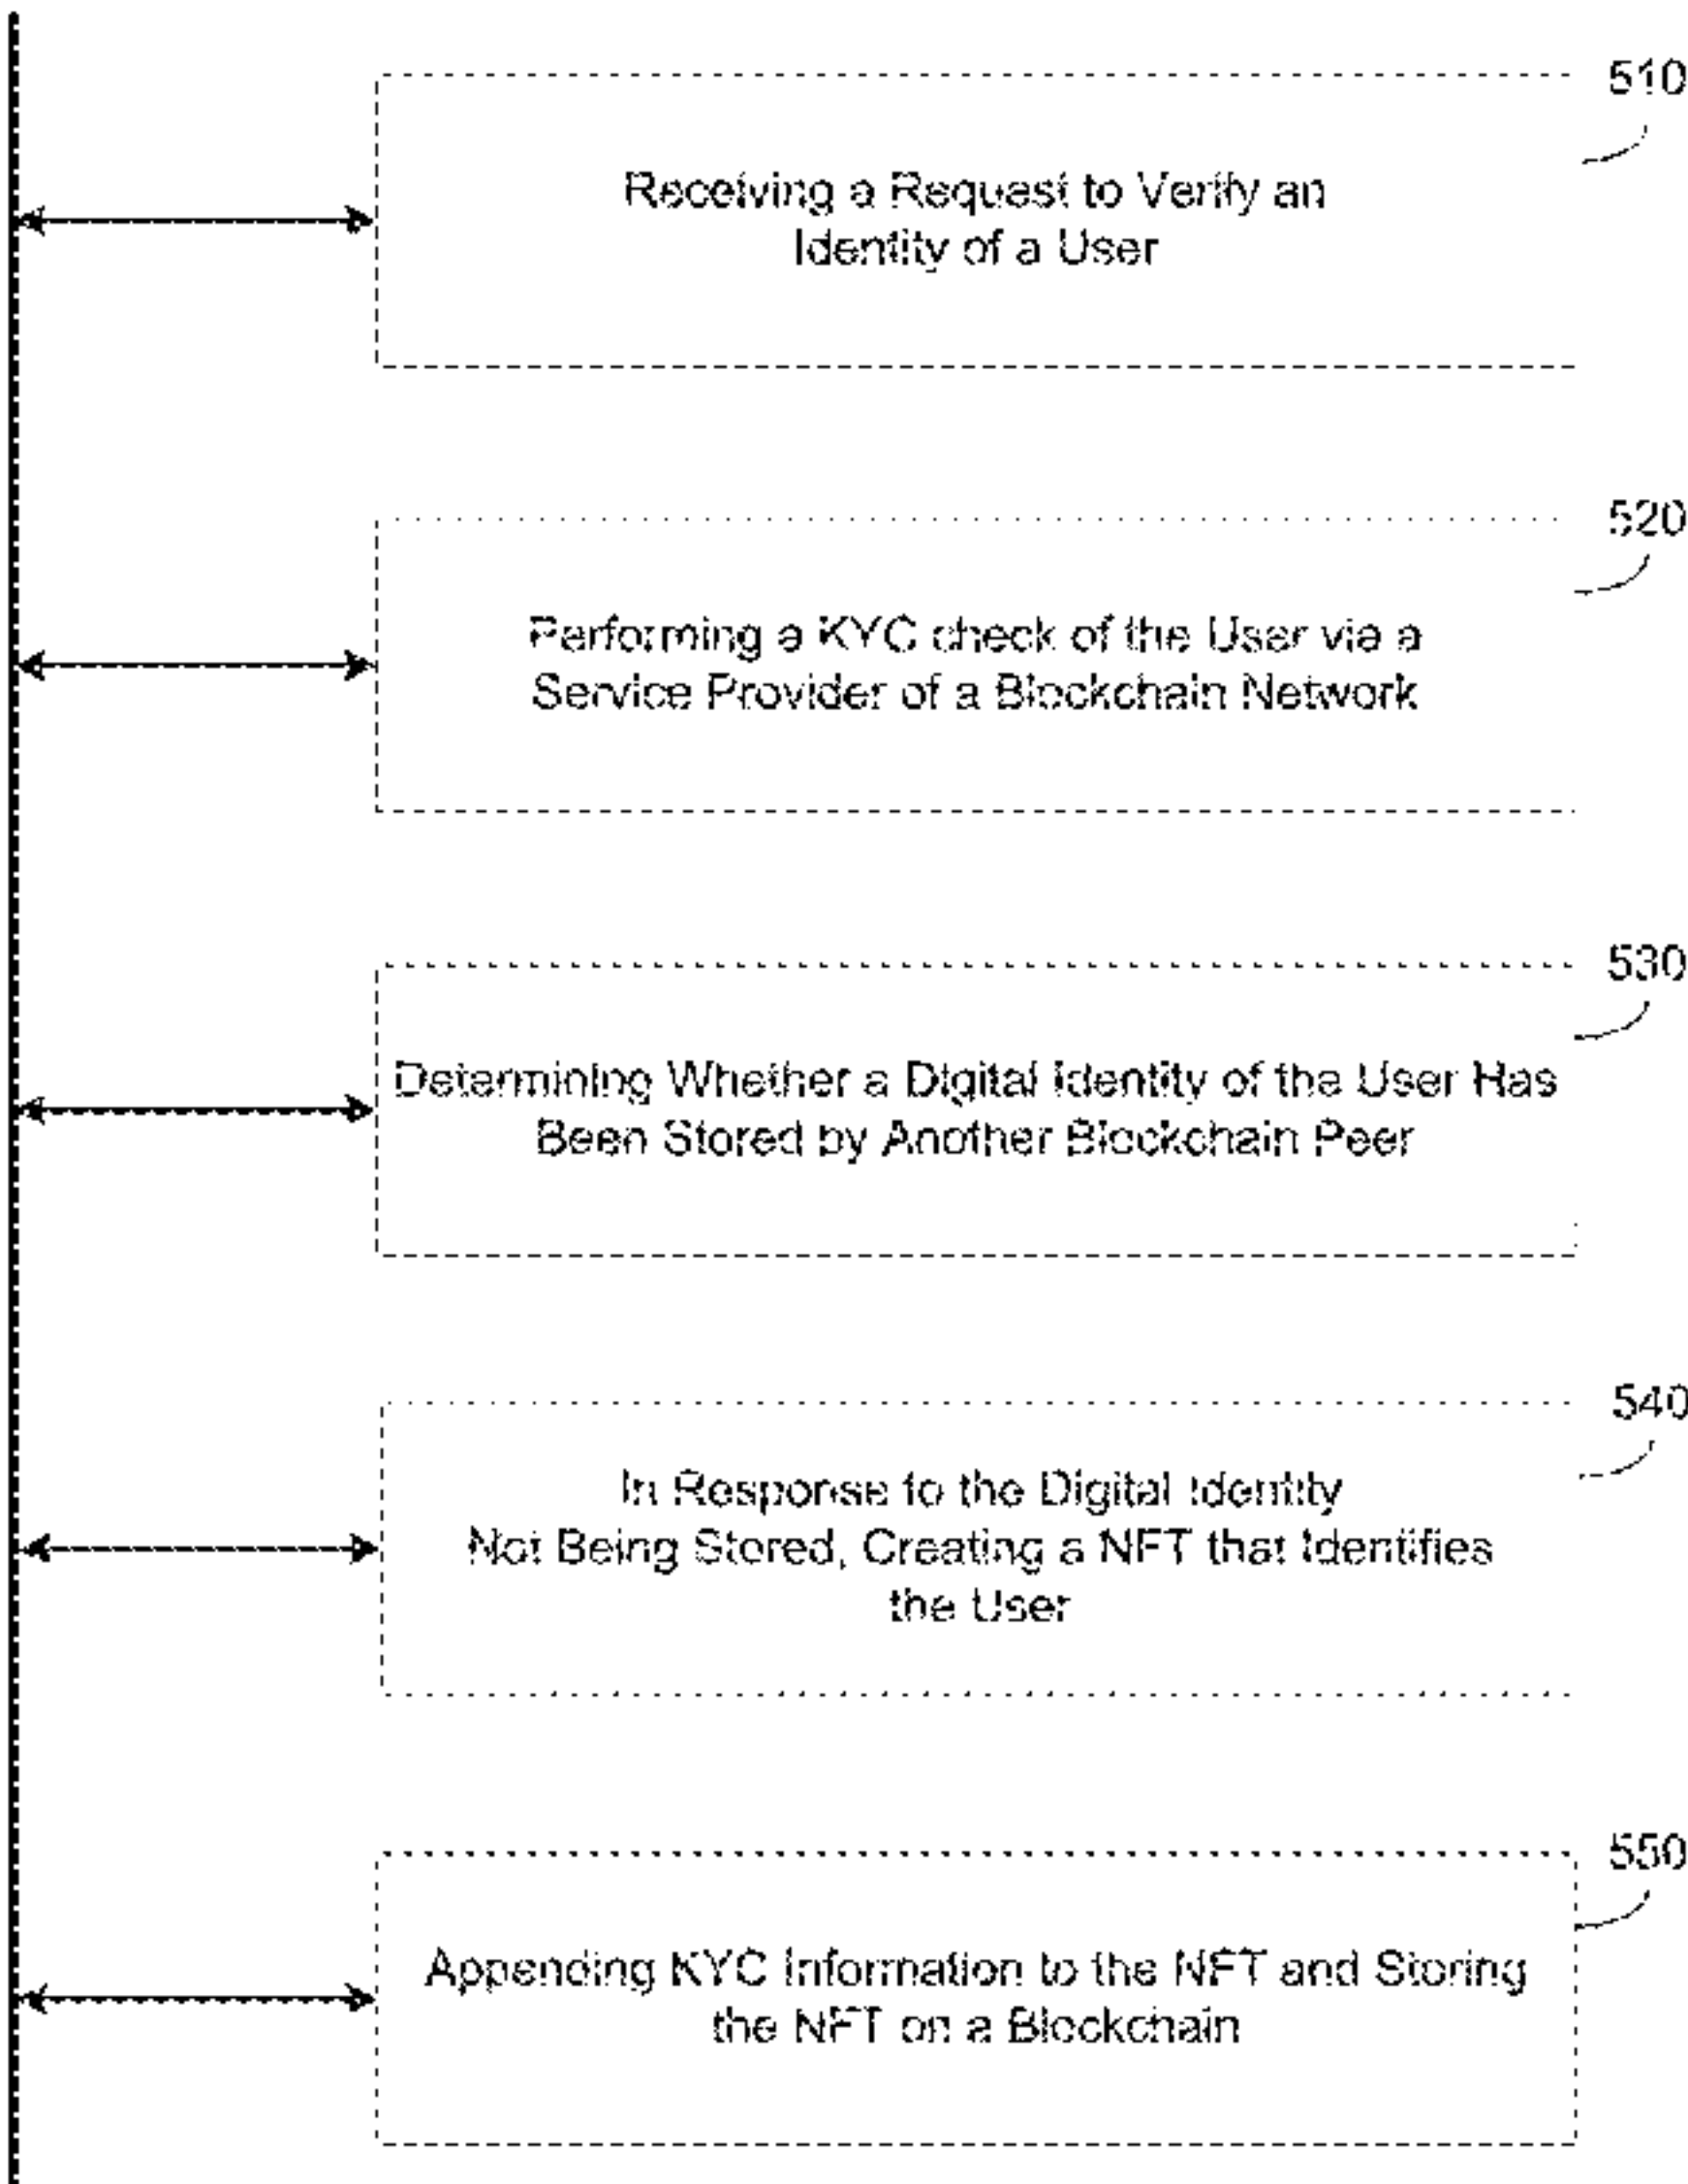 510
Receiving a Request to Verify an
Identity of a User
520
Performing a KYC check of the User via a
Service Provider of a Blockchain Network
530
Determining Whether a Digital Identity of the User Has
Been Stored by Another Blockchain Peer
540
In Response to the Digital Identity
Not Being Stored, Creating a NFT that Identifies
the User
550
Appending KYC Information to the NFT and Storing
the NFT on a Blockchain